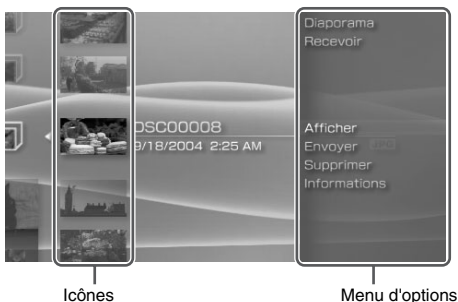 Diaporama
Recevoir
DSC00008
9/18/2004 2:25 AM
Afficher
Envoyer
Supprimer
Informations
Icônes
Menu d'options